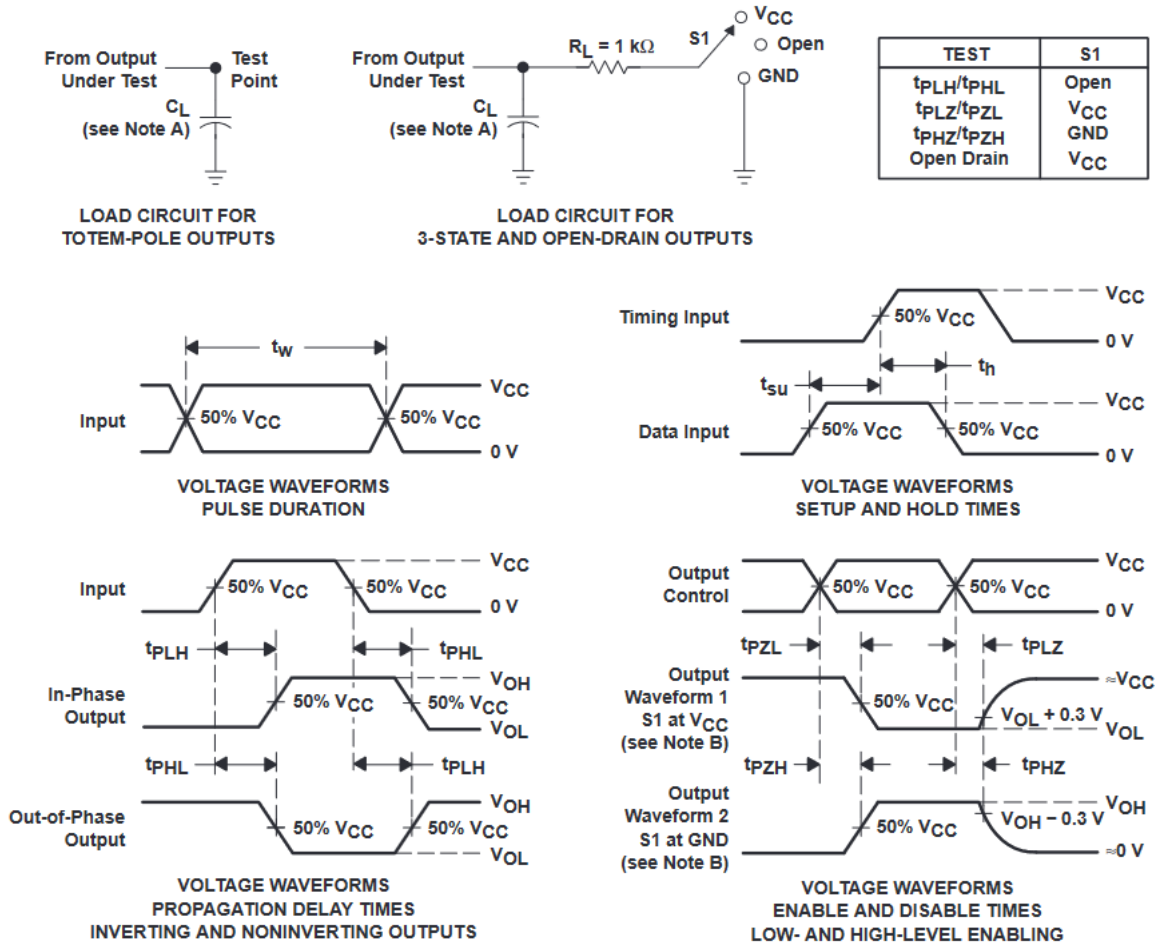 From Output
Under Test
Test
Point
CL
(see Note A)
LOAD CIRCUIT FOR
TOTEM-POLE OUTPUTS
From Output
Under Test
RL = 1 kΩ
S1
VCC
Open
GND
CL
(see Note A)
LOAD CIRCUIT FOR
3-STATE AND OPEN-DRAIN OUTPUTS
TEST S1
tPLH/tPHL Open
tPLZ/tPZL VCC
tPHZ/tPZH GND
Open Drain VCC
tw
Input
50% VCC
50% VCC
VCC
0 V
VOLTAGE WAVEFORMS
PULSE DURATION
Timing Input
50% VCC
VCC
0 V
tsu
th
Data Input
50% VCC
50% VCC
VCC
0 V
VOLTAGE WAVEFORMS
SETUP AND HOLD TIMES
Input
50% VCC
50% VCC
VCC
0 V
tPLH
tPHL
In-Phase
Output
50% VCC
50% VCC
VOH
VOL
tPHL
tPLH
Out-of-Phase
Output
50% VCC
50% VCC
VOH
VOL
VOLTAGE WAVEFORMS
PROPAGATION DELAY TIMES
INVERTING AND NONINVERTING OUTPUTS
Output
Control
50% VCC
50% VCC
VCC
0 V
tPZL
tPLZ
Output
Waveform 1
S1 at VCC
(see Note B)
50% VCC
VOL + 0.3 V
≈VCC
VOL
tPZH
tPHZ
Output
Waveform 2
S1 at GND
(see Note B)
50% VCC
VOH − 0.3 V
VOH
≈0 V
VOLTAGE WAVEFORMS
ENABLE AND DISABLE TIMES
LOW- AND HIGH-LEVEL ENABLING